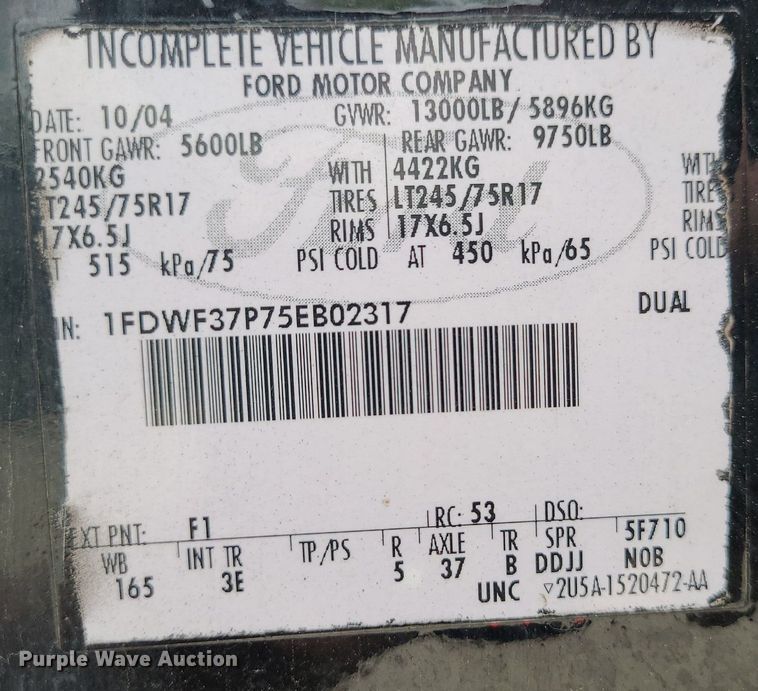 INCOMPLETE VEHICLE MANUFACTURED BY
FORD MOTOR COMPANY
DATE: 10/04 GVWR: 13000LB/ 5896KG
FRONT GAWR: 5600LB REAR GAWR: 9750LB
2540KG WITH 4422KG WITH
LT245/75R17 TIRES LT245/75R17 TIRE
17X6.5J RIMS 17X6.5J RIMS
T 515 kPa/75 PSI COLD AT 450 kPa/65 PSI COLD
IN: 1FDWF37P75EB02317 DUAL
EXT PNT: F1 RC: 53 DSO:
WB INT TR TP/PS R AXLE TR SPR 5F710
165 3E 5 37 B DDJJ NOB
UNC ▽2U5A-1520472-AA
Ford
Purple Wave Auction